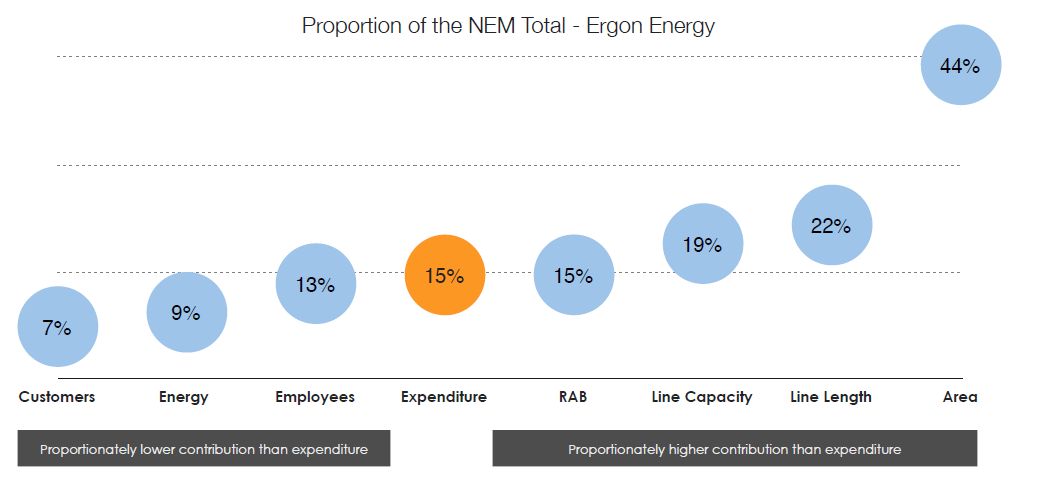 Proportion of the NEM Total - Ergon Energy
44%
22%
19%
15%
15%
13%
9%
7%
Customers Energy Employees Expenditure RAB Line Capacity Line Length Area
Proportionately lower contribution than expenditure
Proportionately higher contribution than expenditure